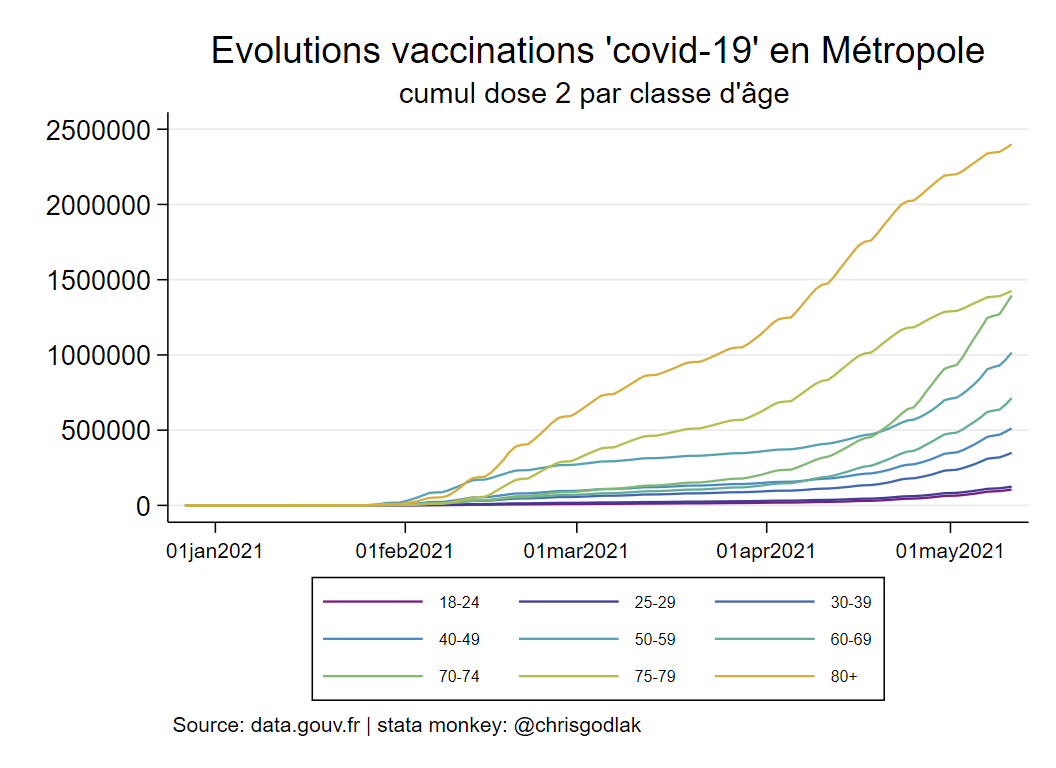 Evolutions vaccinations 'covid-19' en Métropole
cumul dose 2 par classe d'âge
2500000
2000000
1500000
1000000
500000
0
01jan2021 01feb2021 01mar2021 01apr2021 01may2021
18-24 25-29 30-39
40-49 50-59 60-69
70-74 75-79 80+
Source: data.gouv.fr | stata monkey: @chrisgodlak